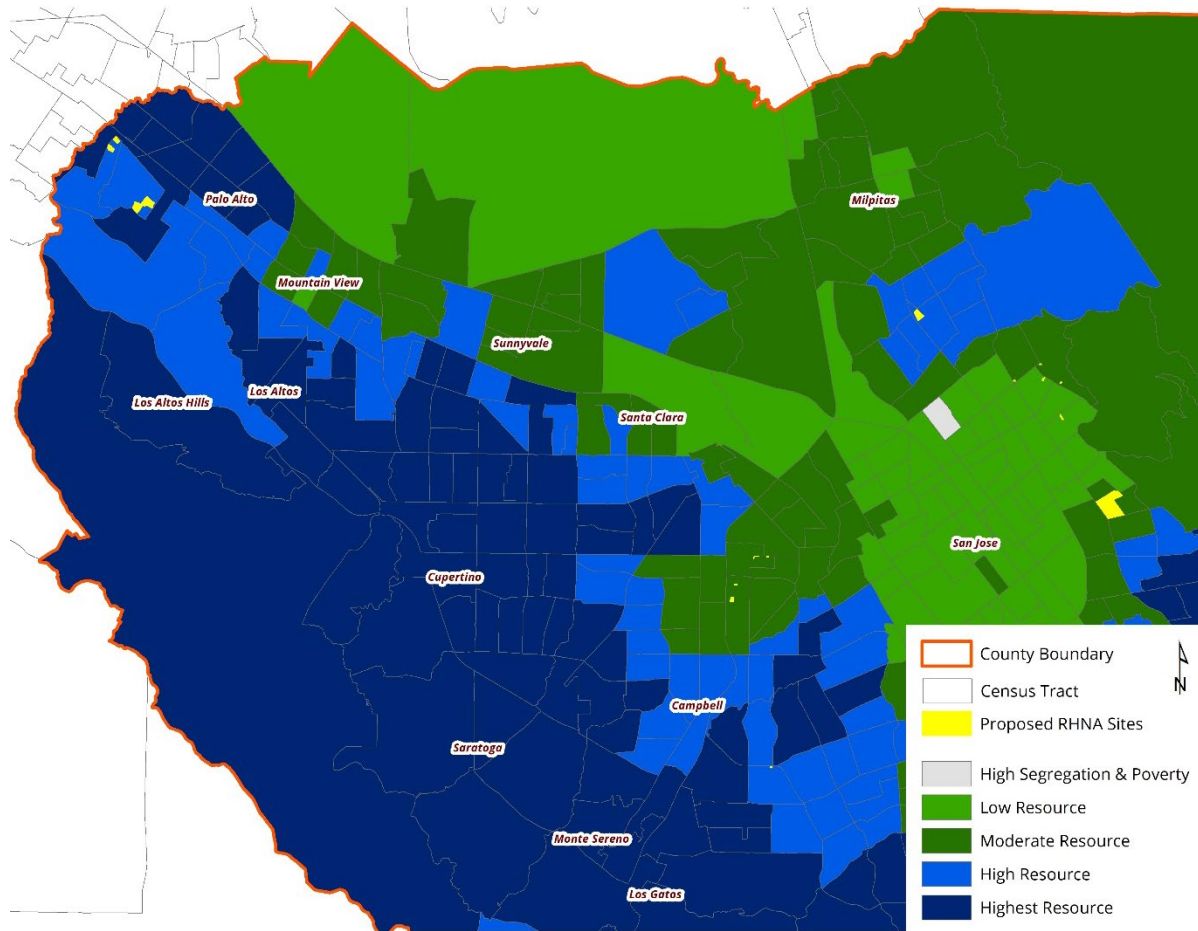 Palo Alto
Milpitas
Mountain View
Sunnyvale
Los Altos
Los Altos Hills
Santa Clara
San Jose
Cupertino
Campbell
Saratoga
Monte Sereno
Los Gatos
County Boundary
Census Tract
Proposed RHNA Sites
High Segregation & Poverty
Low Resource
Moderate Resource
High Resource
Highest Resource
N